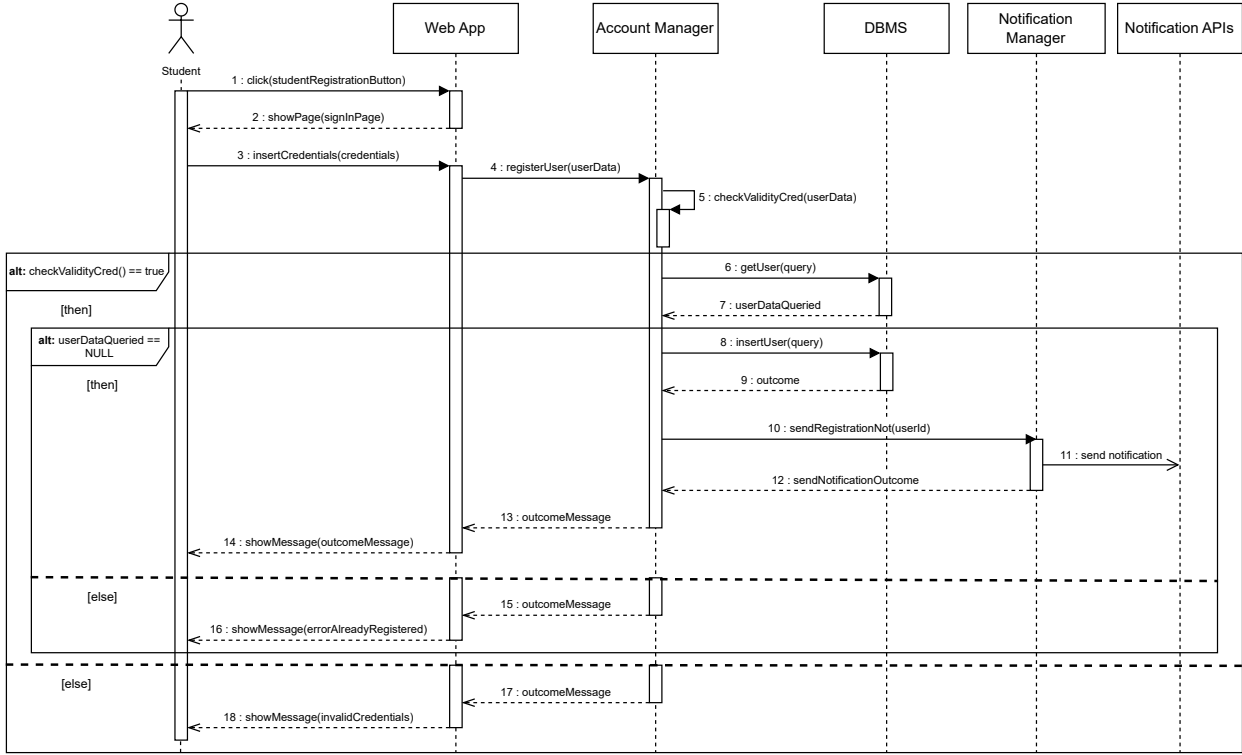 Web App
Account Manager
DBMS
Notification
Manager
Notification APIs
Student
1 : click(studentRegistrationButton)
2 : showPage(signInPage)
3 : insertCredentials(credentials)
4 : registerUser(userData)
5 : checkValidityCred(userData)
alt: checkValidityCred() == true
6 : getUser(query)
[then]
7 : userDataQueried
alt: userDataQueried ==
NULL
8 : insertUser(query)
[then]
9 : outcome
10 : sendRegistrationNot(userId)
11 : send notification
12 : sendNotificationOutcome
13 : outcomeMessage
14 : showMessage(outcomeMessage)
[else]
15 : outcomeMessage
16 : showMessage(errorAlreadyRegistered)
[else]
17 : outcomeMessage
18 : showMessage(invalidCredentials)